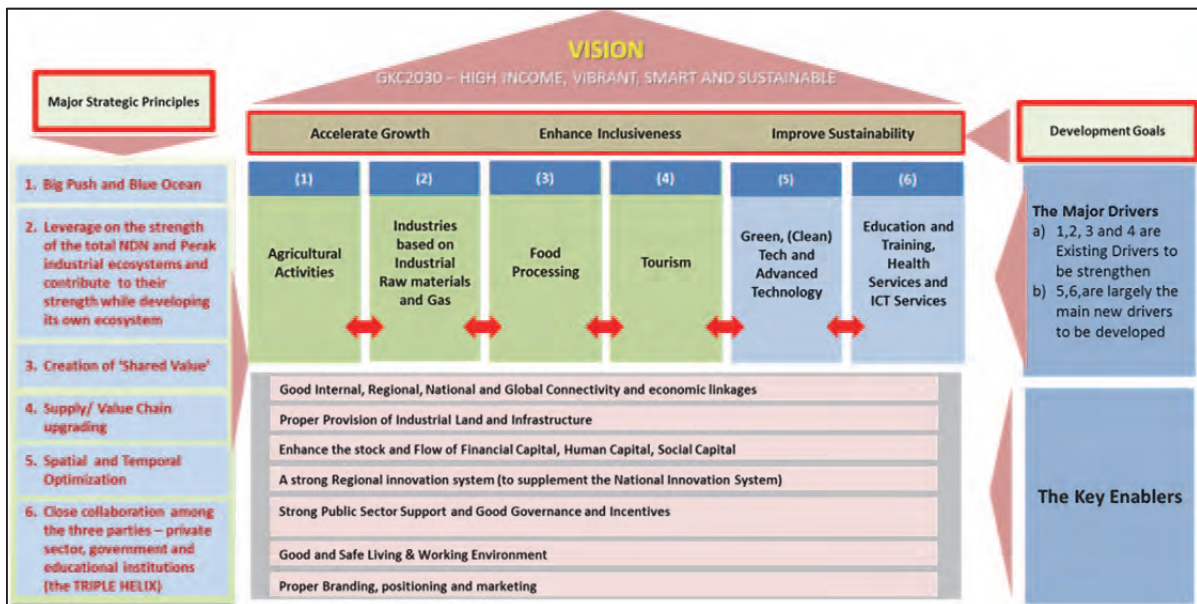 VISION
GKC2030 – HIGH INCOME, VIBRANT, SMART AND SUSTAINABLE
Major Strategic Principles
1. Big Push and Blue Ocean
2. Leverage on the strength
of the total NDN and Perak
industrial ecosystems and
contribute to their
strength while developing
its own ecosystem
3. Creation of 'Shared Value'
4. Supply/ Value Chain
upgrading
5. Spatial and Temporal
Optimization
6. Close collaboration among
the three parties – private
sector, government and
educational institutions
(the TRIPLE HELIX)
Accelerate Growth
Enhance Inclusiveness
Improve Sustainability
(1)
Agricultural
Activities
(2)
Industries
based on
Industrial
Raw materials
and Gas
(3)
Food
Processing
(4)
Tourism
(5)
Green, (Clean)
Tech and
Advanced
Technology
(6)
Education and
Training,
Health
Services and
ICT Services
Good Internal, Regional, National and Global Connectivity and economic linkages
Proper Provision of Industrial Land and Infrastructure
Enhance the stock and Flow of Financial Capital, Human Capital, Social Capital
A strong Regional innovation system (to supplement the National Innovation System)
Strong Public Sector Support and Good Governance and Incentives
Good and Safe Living & Working Environment
Proper Branding, positioning and marketing
Development Goals
The Major Drivers
a) 1,2, 3 and 4 are
Existing Drivers to
be strengthen
b) 5,6,are largely the
main new drivers
to be developed
The Key Enablers